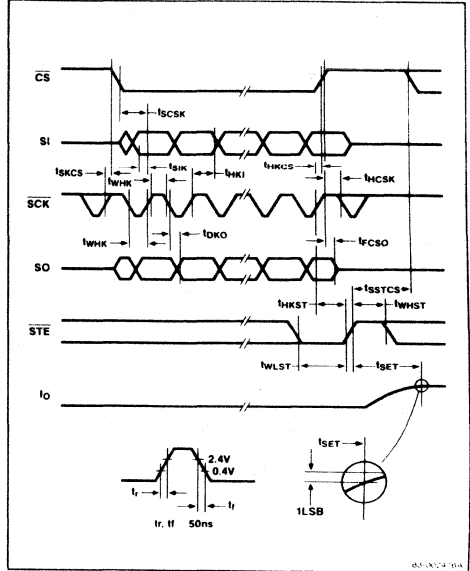 CS
tSCSK
SI
tSKCS
tWHK
tSIK
tHKI
tHKCS
tHCSK
SCK
tWHK
tDKO
tFCSO
SO
tSSTCS
tHKST
tWHST
STE
tWLST
tSET
IO
2.4V
0.4V
tr
tf
tr, tf 50ns
tSET
1LSB